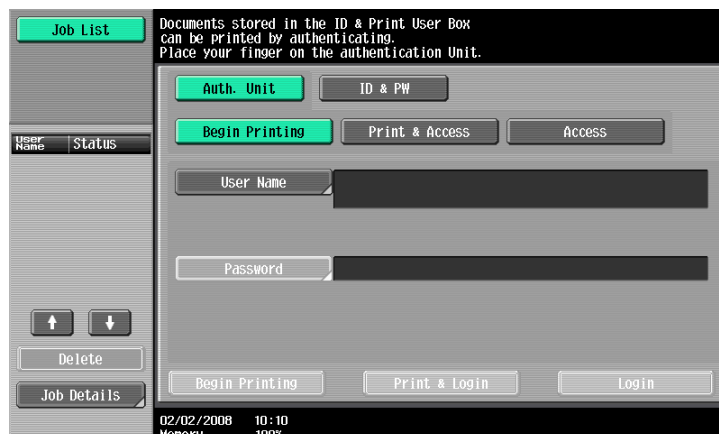 Job List
Documents stored in the ID & Print User Box
can be printed by authenticating.
Place your finger on the authentication Unit.
Auth. Unit
ID & PW
Begin Printing
Print & Access
Access
User Name
Status
User Name
Password
Delete
Job Details
Begin Printing
Print & Login
Login
02/02/2008 10:10
Memory 100%